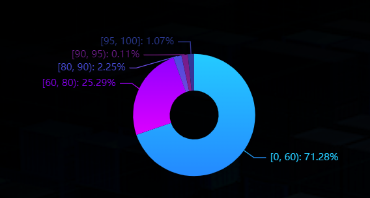 [95, 100]: 1.07%
[90, 95): 0.11%
[80, 90): 2.25%
[60, 80): 25.29%
[0, 60): 71.28%